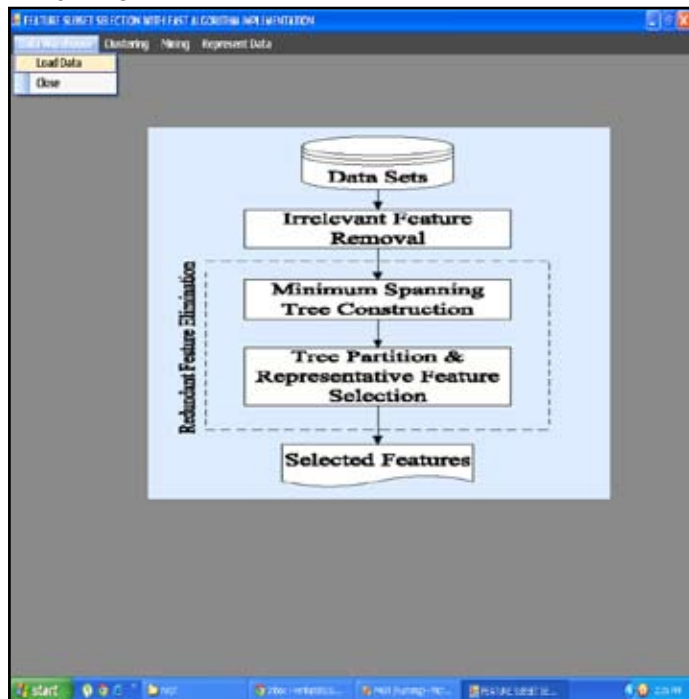 FEATURE SUBSET SELECTION WITH FAST ALGORITHM IMPLEMENTATION
Clustering Mining Represent Data
Load Data
Close
Data Sets
Irrelevant Feature
Removal
Redundant Feature Elimination
Minimum Spanning
Tree Construction
Tree Partition &
Representative Feature
Selection
Selected Features
start